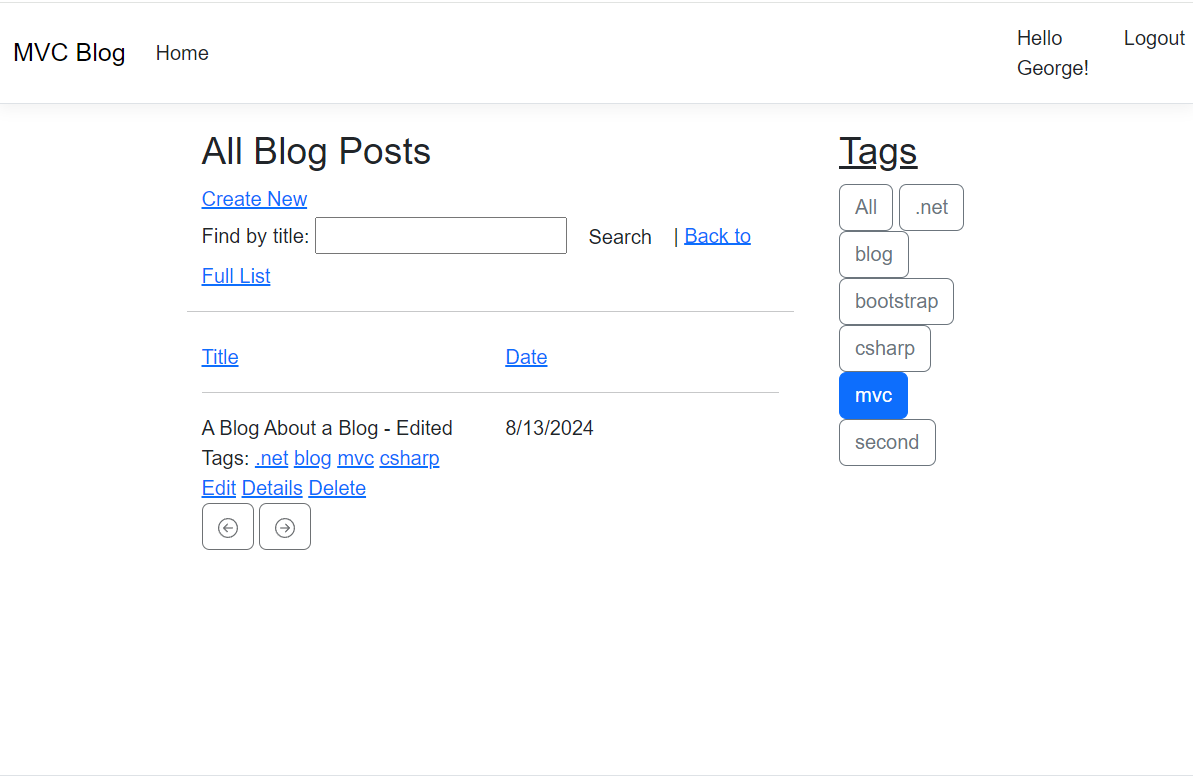 MVC Blog Home Hello Logout
George!
All Blog Posts
Create New
Find by title: Search | Back to
Full List
Title Date
A Blog About a Blog - Edited 8/13/2024
Tags: .net blog mvc csharp
Edit Details Delete
Tags
All .net
blog
bootstrap
csharp
mvc
second